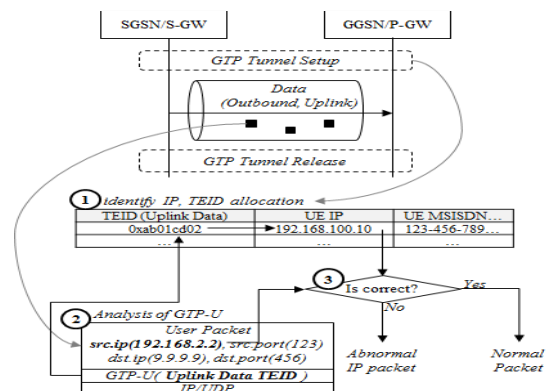 SGSN/S-GW
GGSN/P-GW
GTP Tunnel Setup
Data
(Outbound, Uplink)
GTP Tunnel Release
1 identify IP, TEID allocation
TEID (Uplink Data) UE IP UE MSISDN...
0xab01cd02 192.168.100.10 123-456-789...
... ... ...
3
Is correct?
Yes
No
2 Analysis of GTP-U
User Packet
src.ip(192.168.2.2), src.port(123)
dst.ip(9.9.9.9), dst.port(456)
GTP-U( Uplink Data TEID )
IP/UDP
Abnormal
IP packet
Normal
Packet